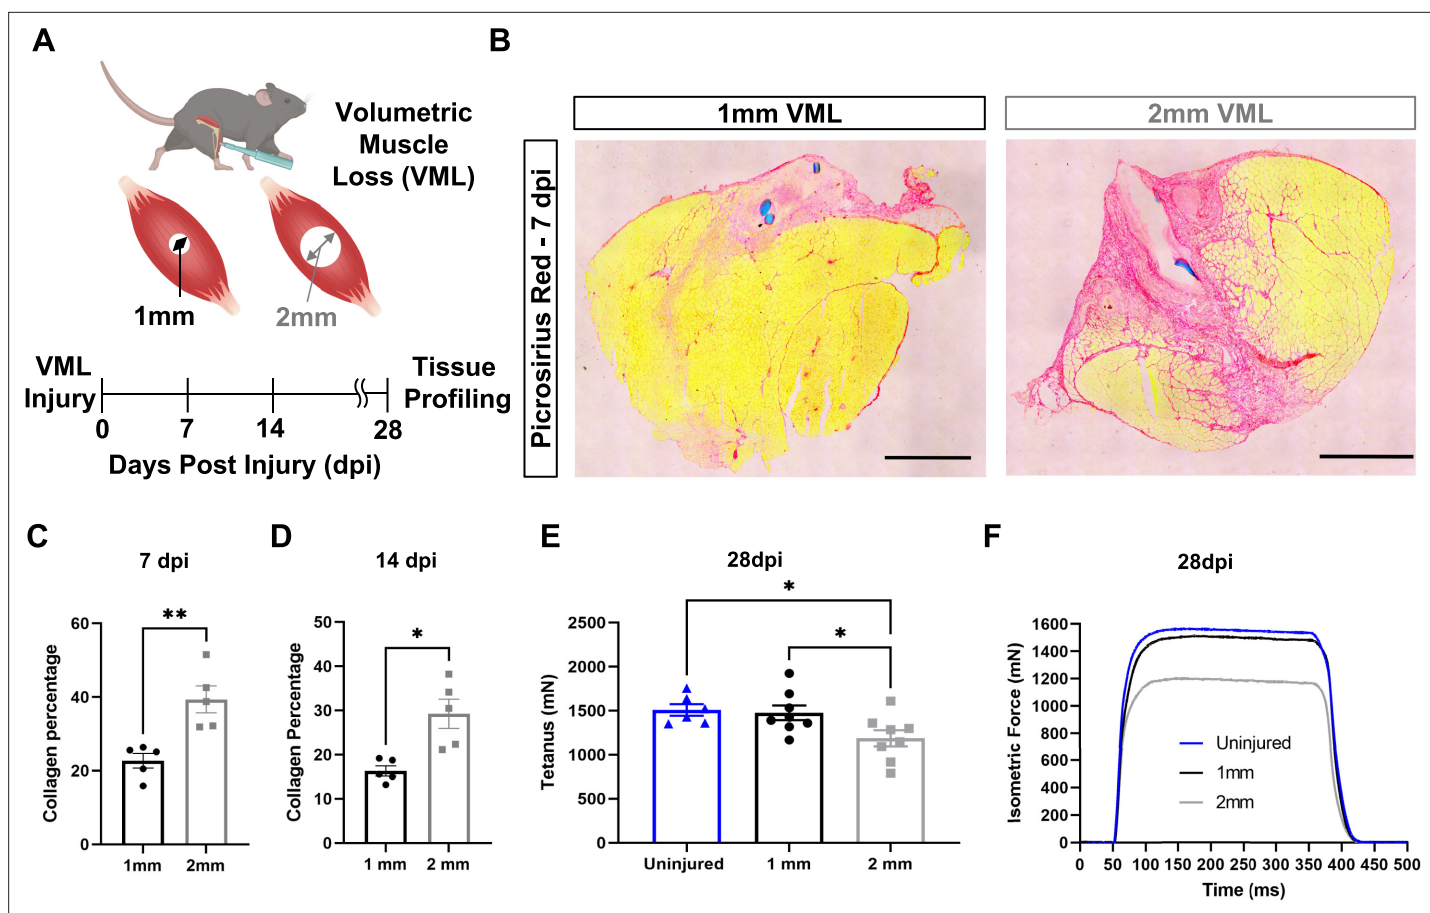 A
Volumetric
Muscle
Loss (VML)
1mm
2mm
VML
Injury
Tissue
Profiling
0 7 14 28
Days Post Injury (dpi)
B
1mm VML
2mm VML
Picrosirius Red - 7 dpi
C
7 dpi
**
Collagen percentage
60
40
20
0
1mm 2mm
D
14 dpi
*
Collagen Percentage
50
40
30
20
10
0
1 mm 2 mm
E
28dpi
*
*
Tetanus (mN)
2500
2000
1500
1000
500
0
Uninjured 1 mm 2 mm
F
28dpi
Isometric Force (mN)
1600
1400
1200
1000
800
600
400
200
0
Uninjured
1mm
2mm
0 50 100 150 200 250 300 350 400 450 500
Time (ms)